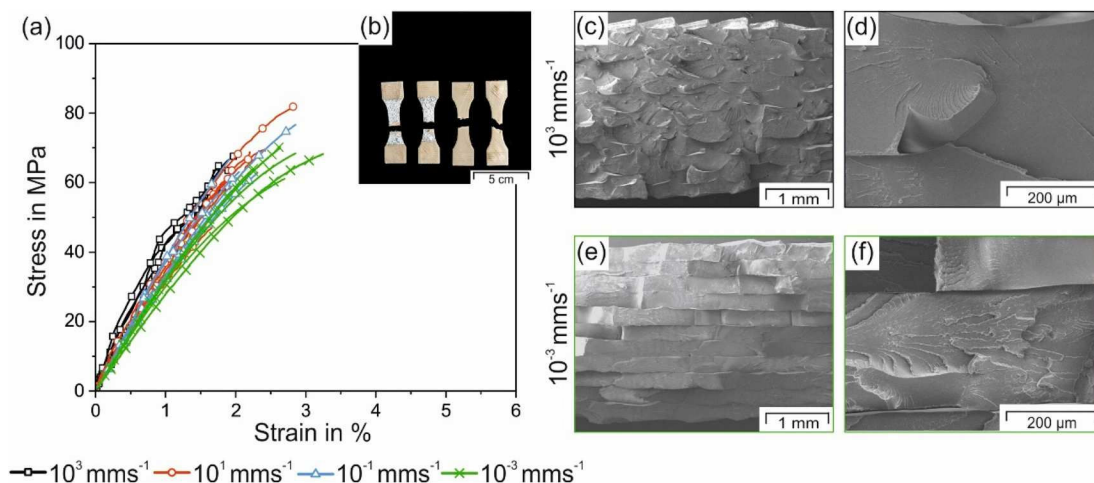 (a)
100
80
60
40
20
0
Stress in MPa
0 1 2 3 4 5 6
Strain in %
(b)
5 cm
10³ mms⁻¹
(c)
1 mm
(d)
200 µm
10⁻³ mms⁻¹
(e)
1 mm
(f)
200 µm
10³ mms⁻¹ 10¹ mms⁻¹ 10⁻¹ mms⁻¹ 10⁻³ mms⁻¹